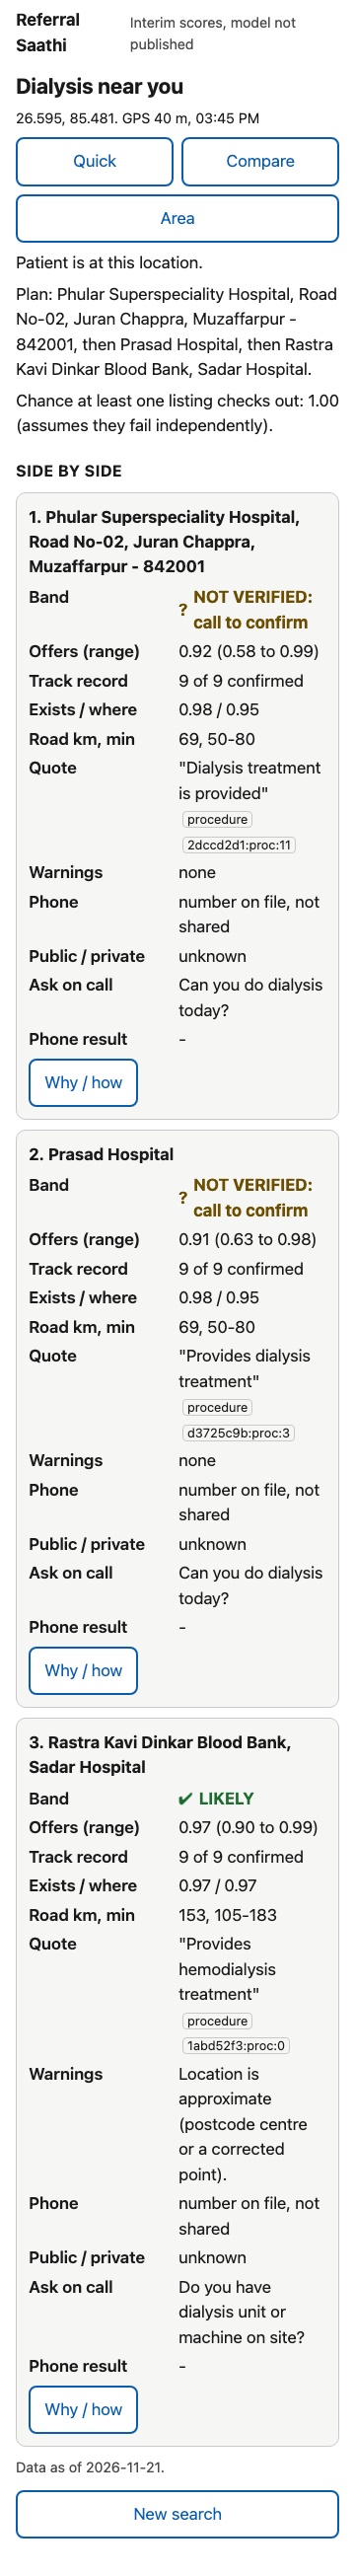 Referral
Saathi
Interim scores, model not
published
Dialysis near you
26.595, 85.481. GPS 40 m, 03:45 PM
Quick
Compare
Area
Patient is at this location.
Plan: Phular Superspeciality Hospital, Road
No-02, Juran Chappra, Muzaffarpur -
842001, then Prasad Hospital, then Rastra
Kavi Dinkar Blood Bank, Sadar Hospital.
Chance at least one listing checks out: 1.00
(assumes they fail independently).
SIDE BY SIDE
1. Phular Superspeciality Hospital,
Road No-02, Juran Chappra,
Muzaffarpur - 842001
Band
? NOT VERIFIED:
call to confirm
Offers (range) 0.92 (0.58 to 0.99)
Track record 9 of 9 confirmed
Exists / where 0.98 / 0.95
Road km, min 69, 50-80
Quote "Dialysis treatment
is provided"
procedure
2dccd2d1:proc:11
Warnings none
Phone number on file, not
shared
Public / private unknown
Ask on call Can you do dialysis
today?
Phone result -
Why / how
2. Prasad Hospital
Band
? NOT VERIFIED:
call to confirm
Offers (range) 0.91 (0.63 to 0.98)
Track record 9 of 9 confirmed
Exists / where 0.98 / 0.95
Road km, min 69, 50-80
Quote "Provides dialysis
treatment"
procedure
d3725c9b:proc:3
Warnings none
Phone number on file, not
shared
Public / private unknown
Ask on call Can you do dialysis
today?
Phone result -
Why / how
3. Rastra Kavi Dinkar Blood Bank,
Sadar Hospital
Band ✔ LIKELY
Offers (range) 0.97 (0.90 to 0.99)
Track record 9 of 9 confirmed
Exists / where 0.97 / 0.97
Road km, min 153, 105-183
Quote "Provides
hemodialysis
treatment"
procedure
1abd52f3:proc:0
Warnings Location is
approximate
(postcode centre
or a corrected
point).
Phone number on file, not
shared
Public / private unknown
Ask on call Do you have
dialysis unit or
machine on site?
Phone result -
Why / how
Data as of 2026-11-21.
New search